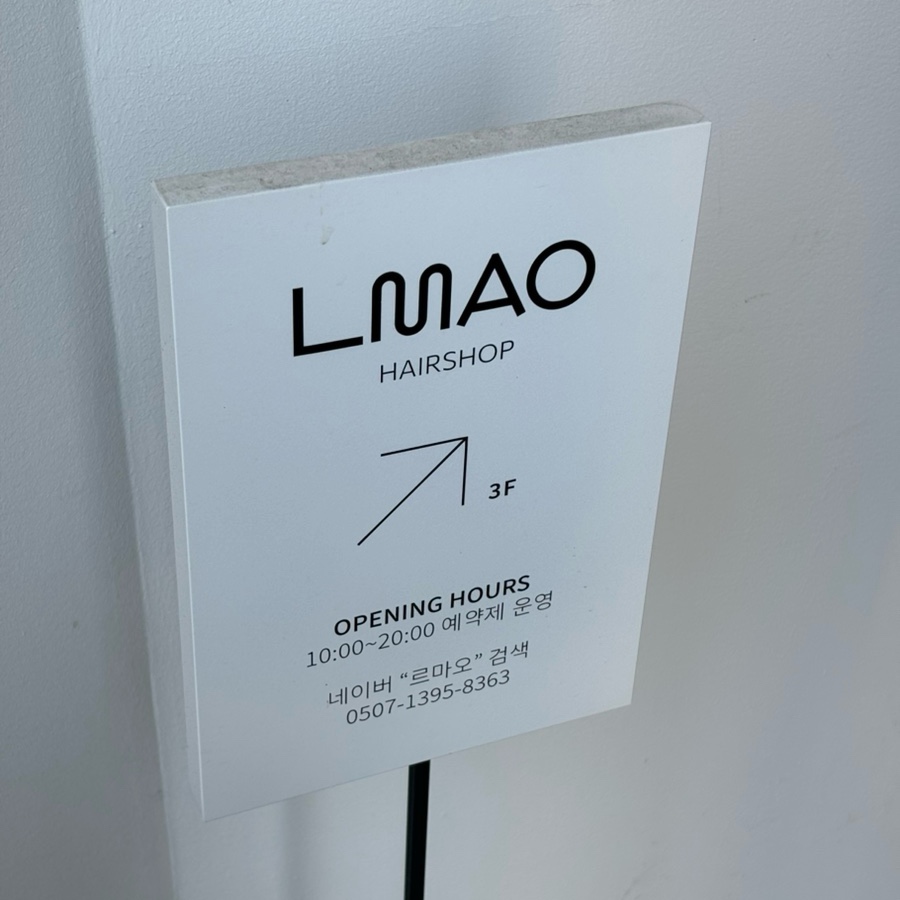 LMAO
HAIRSHOP
3F
OPENING HOURS
10:00~20:00 예약제 운영
네이버 “르마오” 검색
0507-1395-8363